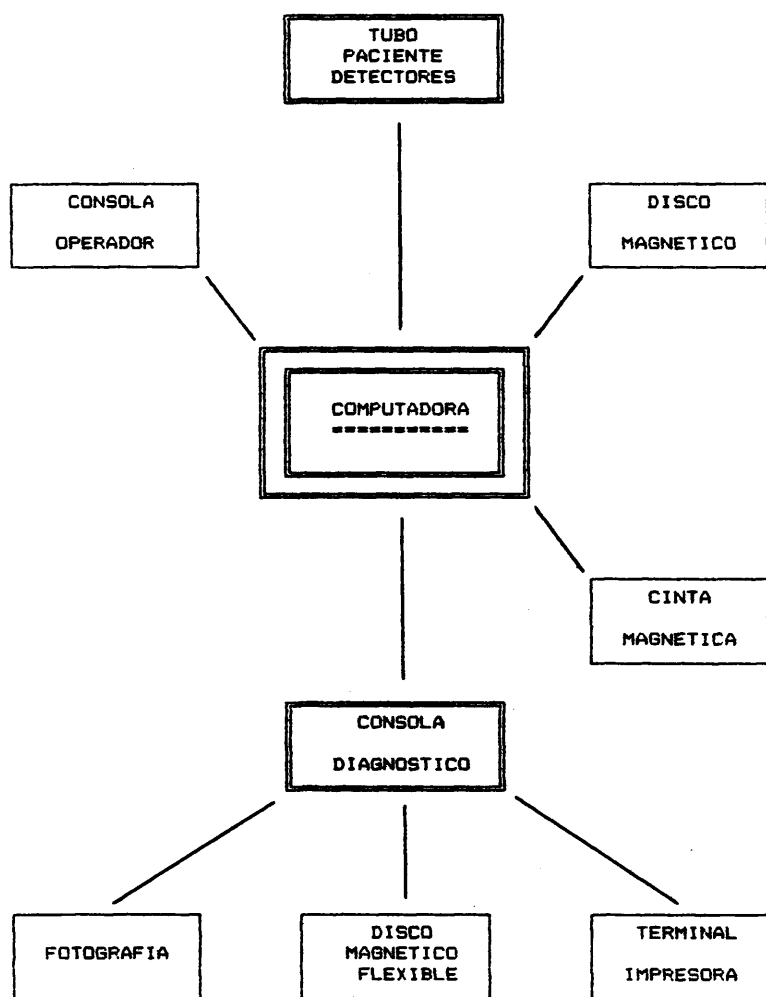 TUBO
PACIENTE
DETECTORES
CONSOLA
OPERADOR
DISCO
MAGNETICO
COMPUTADORA
===========
CINTA
MAGNETICA
CONSOLA
DIAGNOSTICO
FOTOGRAFIA
DISCO
MAGNETICO
FLEXIBLE
TERMINAL
IMPRESORA